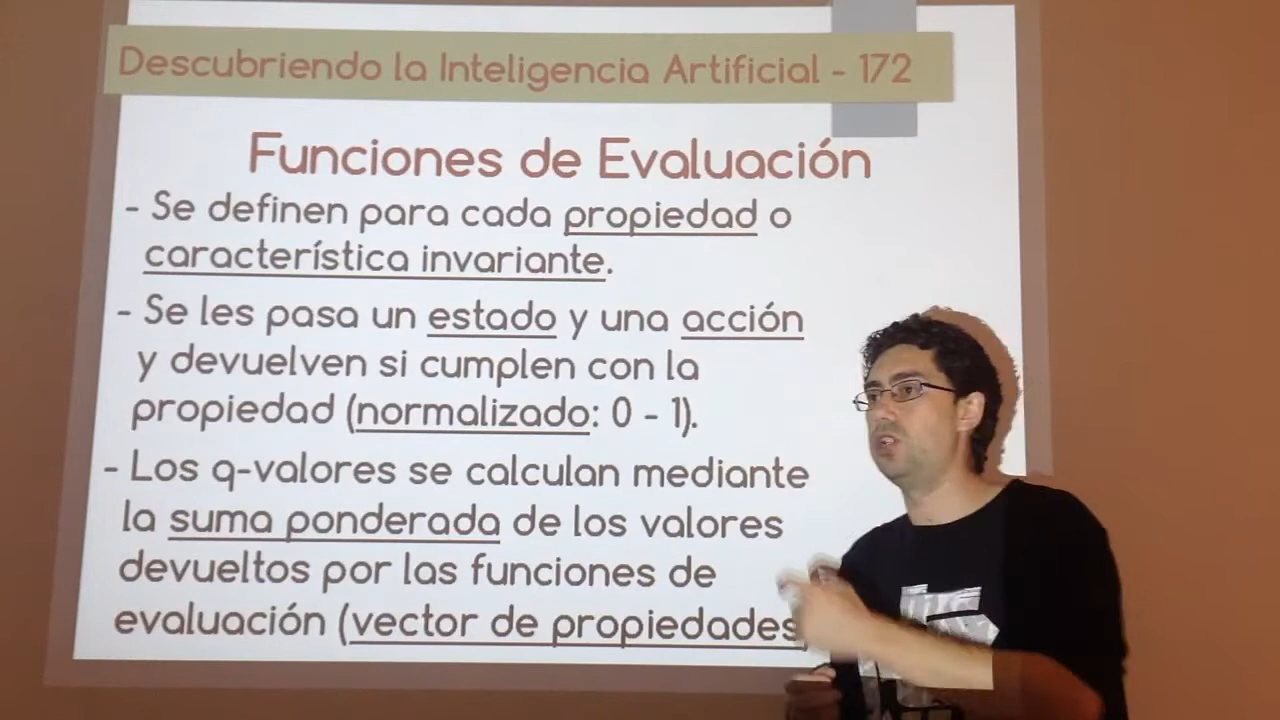 Descubriendo la Inteligencia Artificial - 172
Funciones de Evaluación
- Se definen para cada propiedad o
característica invariante.
- Se les pasa un estado y una acción
y devuelven si cumplen con la
propiedad (normalizado: 0 - 1).
- Los q-valores se calculan mediante
la suma ponderada de los valores
devueltos por las funciones de
evaluación (vector de propiedades)